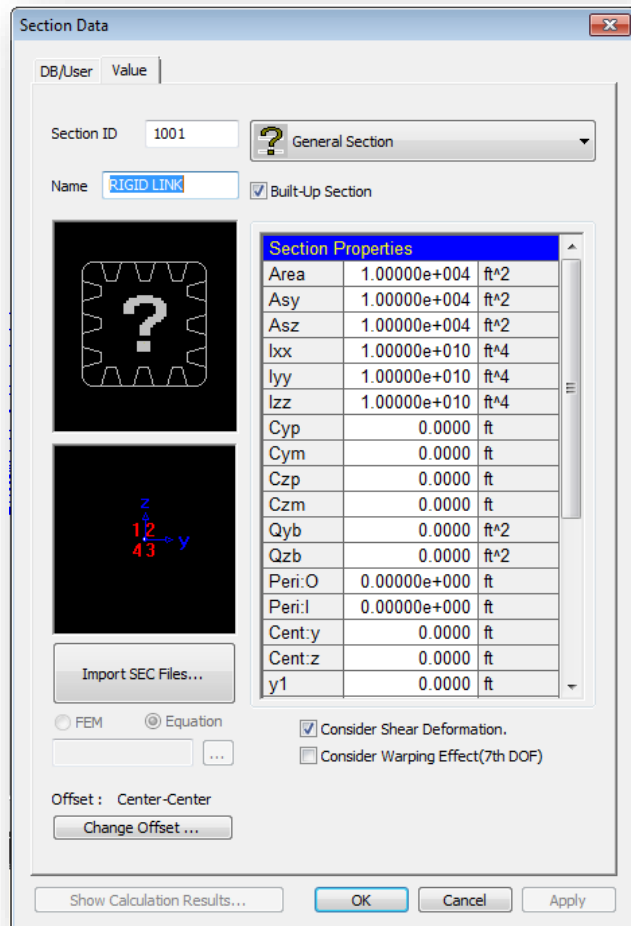 Section Data
DB/User Value
Section ID 1001 General Section
Name RIGID LINK Built-Up Section
Section Properties
Area 1.00000e+004 ft^2
Asy 1.00000e+004 ft^2
Asz 1.00000e+004 ft^2
Ixx 1.00000e+010 ft^4
Iyy 1.00000e+010 ft^4
Izz 1.00000e+010 ft^4
Cyp 0.0000 ft
Cym 0.0000 ft
Czp 0.0000 ft
Czm 0.0000 ft
Qyb 0.0000 ft^2
Qzb 0.0000 ft^2
Peri:O 0.00000e+000 ft
Peri:I 0.00000e+000 ft
Cent:y 0.0000 ft
Cent:z 0.0000 ft
y1 0.0000 ft
?
z
1 2
y
4 3
Import SEC Files...
FEM Equation
...
Consider Shear Deformation.
Consider Warping Effect(7th DOF)
Offset : Center-Center
Change Offset ...
Show Calculation Results... OK Cancel Apply